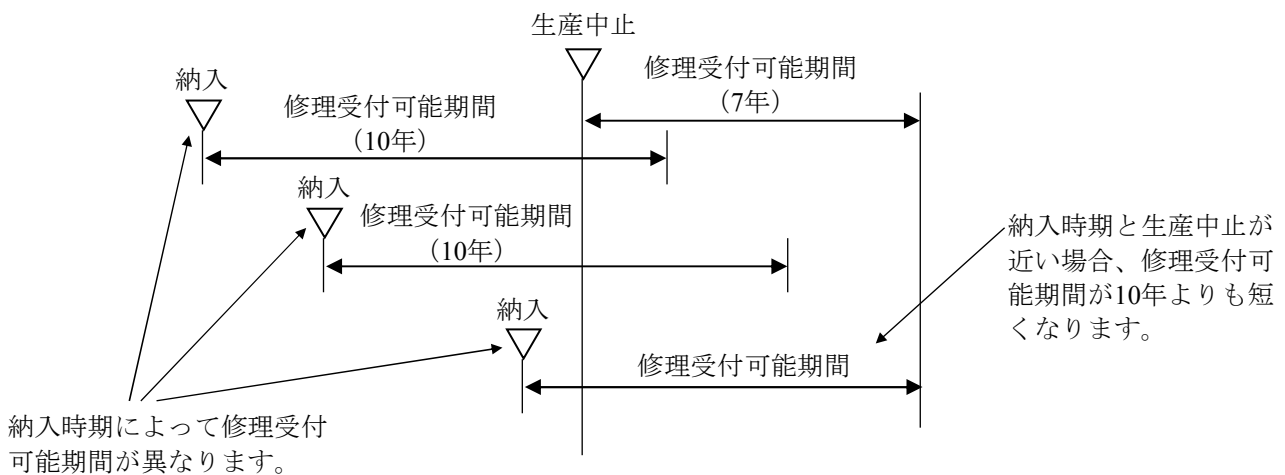 生産中止
修理受付可能期間
（7年）
納入
修理受付可能期間
（10年）
納入
修理受付可能期間
（10年）
納入時期と生産中止が
近い場合、修理受付可
能期間が10年よりも短
くなります。
納入
修理受付可能期間
納入時期によって修理受付
可能期間が異なります。